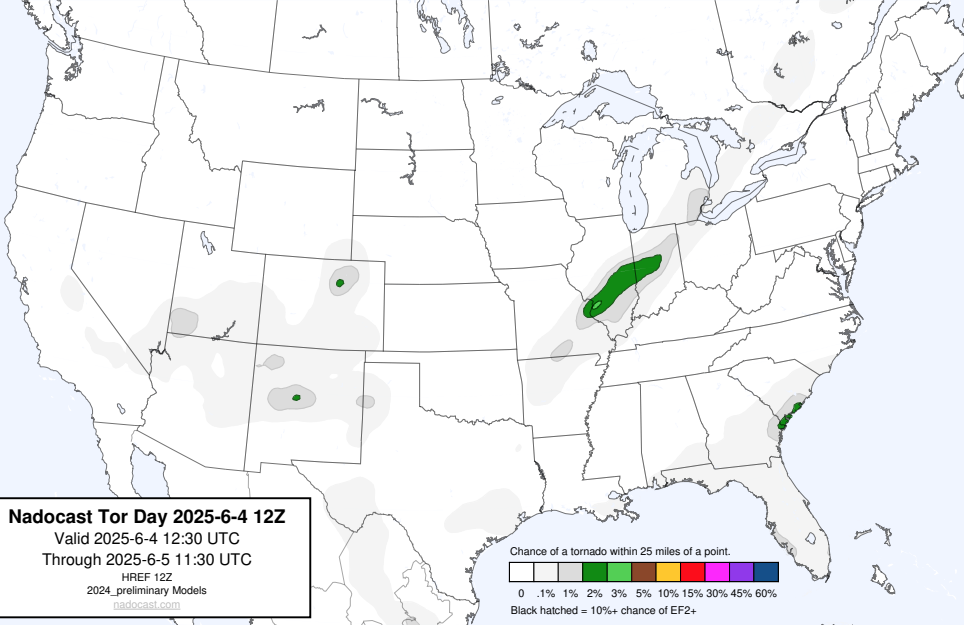 Nadocast Tor Day 2025-6-4 12Z
Valid 2025-6-4 12:30 UTC
Through 2025-6-5 11:30 UTC
HREF 12Z
2024_preliminary Models
nadocast.com
Chance of a tornado within 25 miles of a point.
0 .1% 1% 2% 3% 5% 10% 15% 30% 45% 60%
Black hatched = 10%+ chance of EF2+